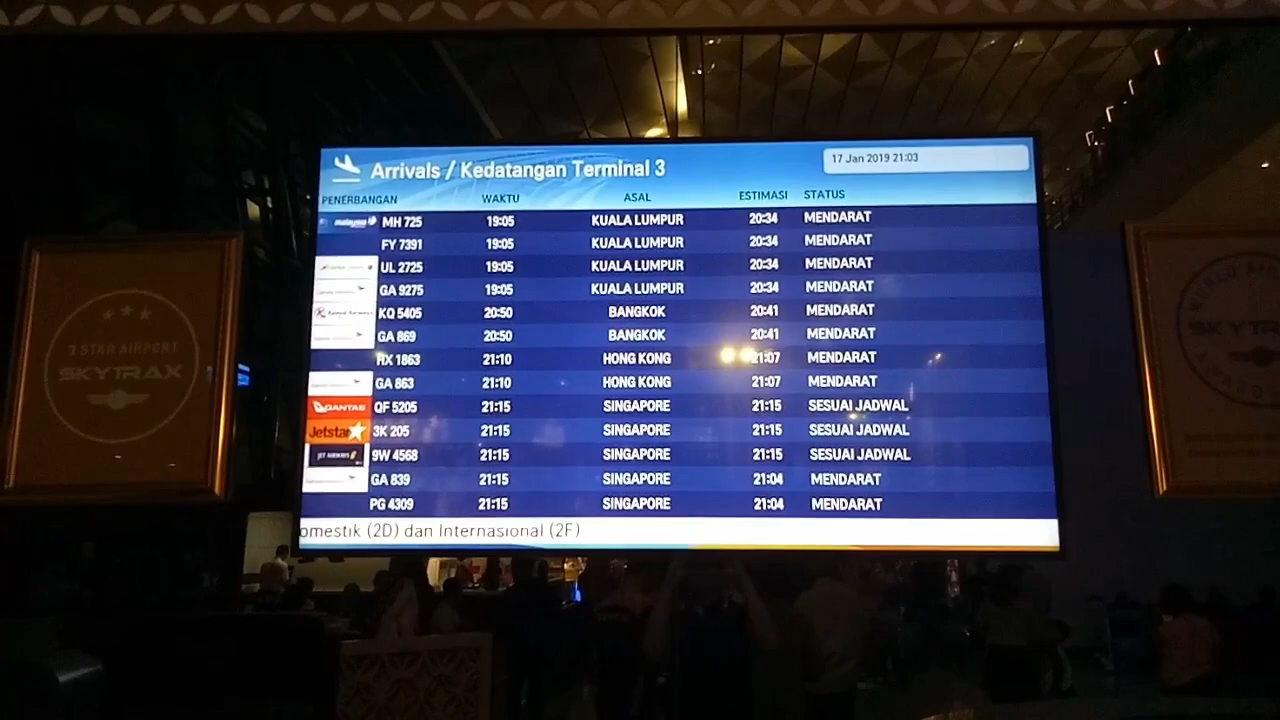 Arrivals / Kedatangan Terminal 3
17 Jan 2019 21:03
PENERBANGAN WAKTU ASAL ESTIMASI STATUS
malaysia MH 725 19:05 KUALA LUMPUR 20:34 MENDARAT
FY 7391 19:05 KUALA LUMPUR 20:34 MENDARAT
UL 2725 19:05 KUALA LUMPUR 20:34 MENDARAT
GA 9275 19:05 KUALA LUMPUR 20:34 MENDARAT
KQ 5405 20:50 BANGKOK 20:41 MENDARAT
GA 869 20:50 BANGKOK 20:41 MENDARAT
HX 1863 21:10 HONG KONG 21:07 MENDARAT
GA 863 21:10 HONG KONG 21:07 MENDARAT
QANTAS QF 5205 21:15 SINGAPORE 21:15 SESUAI JADWAL
Jetstar 3K 205 21:15 SINGAPORE 21:15 SESUAI JADWAL
JET AIRWAYS 9W 4568 21:15 SINGAPORE 21:15 SESUAI JADWAL
GA 839 21:15 SINGAPORE 21:04 MENDARAT
PG 4309 21:15 SINGAPORE 21:04 MENDARAT
omestik (2D) dan Internasional (2F)
3 STAR AIRPORT
SKYTRAX
SKYTRAX